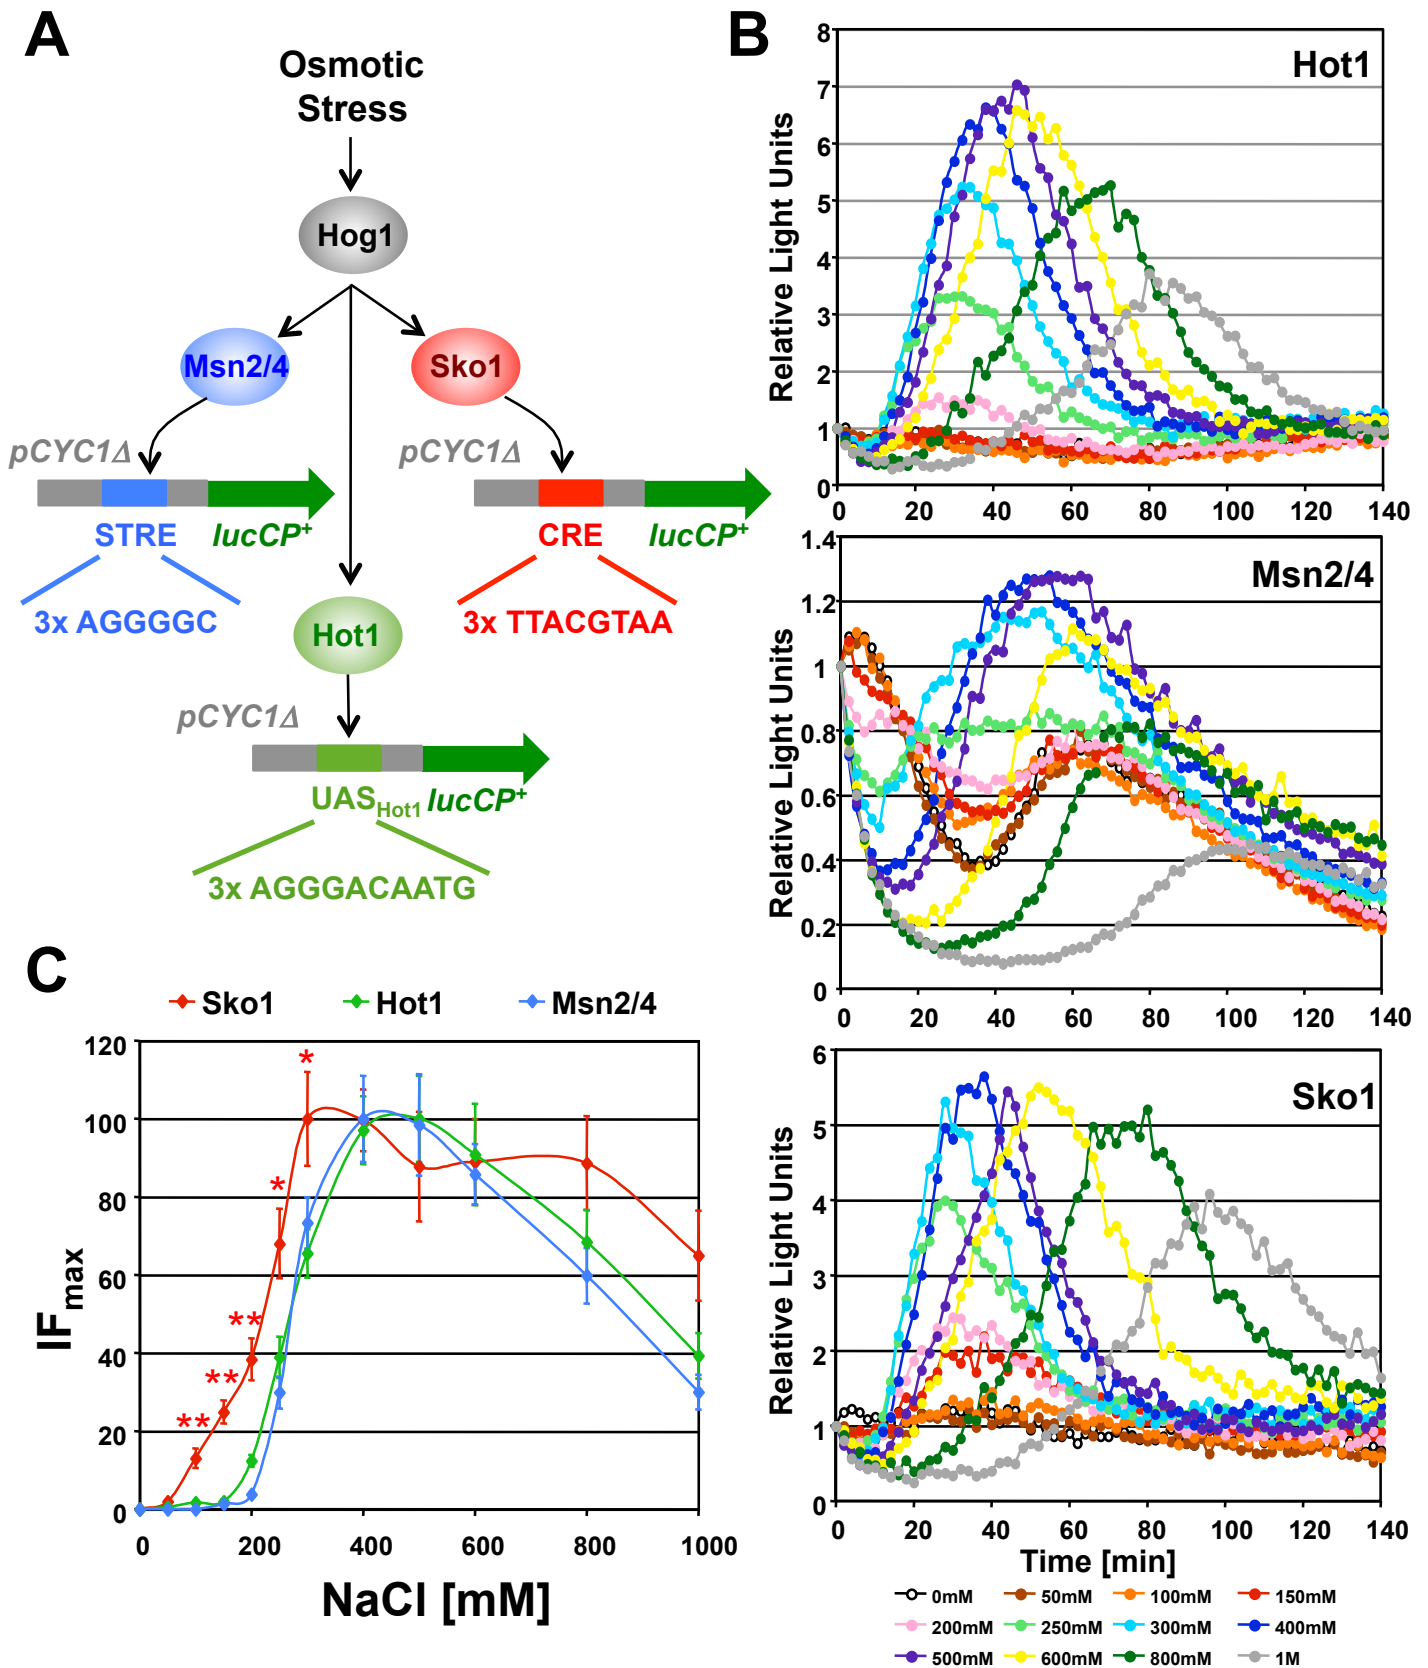 A
Osmotic
Stress
Hog1
Msn2/4
Sko1
pCYC1Δ
pCYC1Δ
STRE
lucCP+
CRE
lucCP+
3x AGGGGC
3x TTACGTAA
Hot1
pCYC1Δ
UASHot1
lucCP+
3x AGGGACAATG
B
Hot1
Relative Light Units
8
7
6
5
4
3
2
1
0
0 20 40 60 80 100 120 140
Msn2/4
Relative Light Units
1.4
1.2
1
0.8
0.6
0.4
0.2
0
0 20 40 60 80 100 120 140
Sko1
Relative Light Units
6
5
4
3
2
1
0
0 20 40 60 80 100 120 140
Time [min]
0mM 50mM 100mM 150mM
200mM 250mM 300mM 400mM
500mM 600mM 800mM 1M
C
Sko1 Hot1 Msn2/4
IFmax
120
100
80
60
40
20
0
*
*
**
**
**
0 200 400 600 800 1000
NaCl [mM]